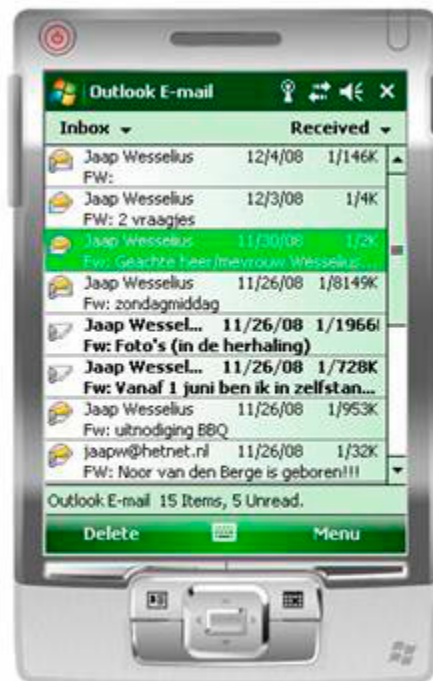 Outlook E-mail
Inbox Received
Jaap Wesselius 12/4/08 1/146K
FW:
Jaap Wesselius 12/3/08 1/4K
FW: 2 vraagjes
Jaap Wesselius 11/30/08 1/2K
Fw: Geachte heer/mevrouw Wesselius...
Jaap Wesselius 11/26/08 1/8149K
Fw: zondagmiddag
Jaap Wessel... 11/26/08 1/1966
Fw: Foto's (in de herhaling)
Jaap Wessel... 11/26/08 1/728K
Fw: Vanaf 1 juni ben ik in zelfstan...
Jaap Wesselius 11/26/08 1/953K
Fw: uitnodiging BBQ
jaapw@hetnet.nl 11/26/08 1/32K
FW: Noor van den Berge is geboren!!!
Outlook E-mail 15 Items, 5 Unread.
Delete Menu